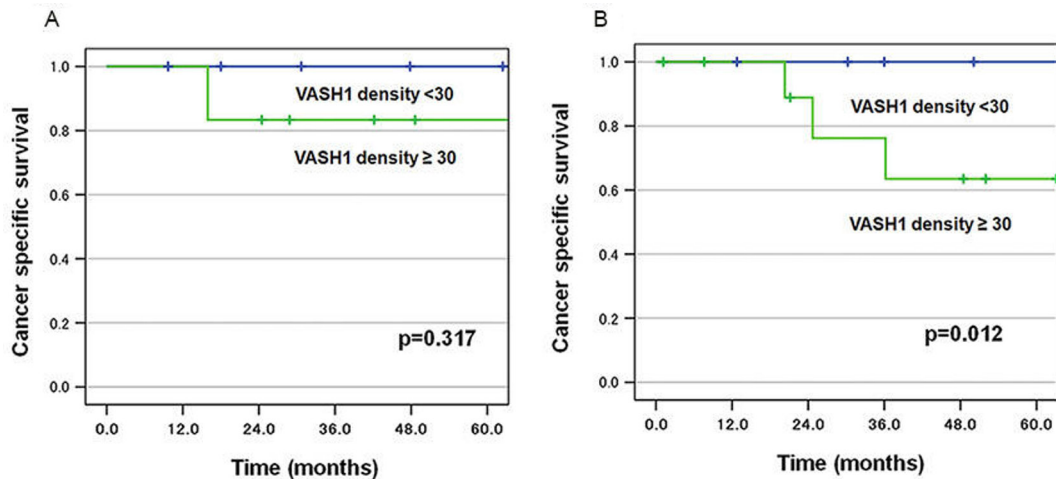 A
Cancer specific survival
1.0
0.8
0.6
0.4
0.2
0.0
VASH1 density <30
VASH1 density ≥ 30
p=0.317
0.0 12.0 24.0 36.0 48.0 60.0
Time (months)
B
Cancer specific survival
1.0
0.8
0.6
0.4
0.2
0.0
VASH1 density <30
VASH1 density ≥ 30
p=0.012
0.0 12.0 24.0 36.0 48.0 60.0
Time (months)